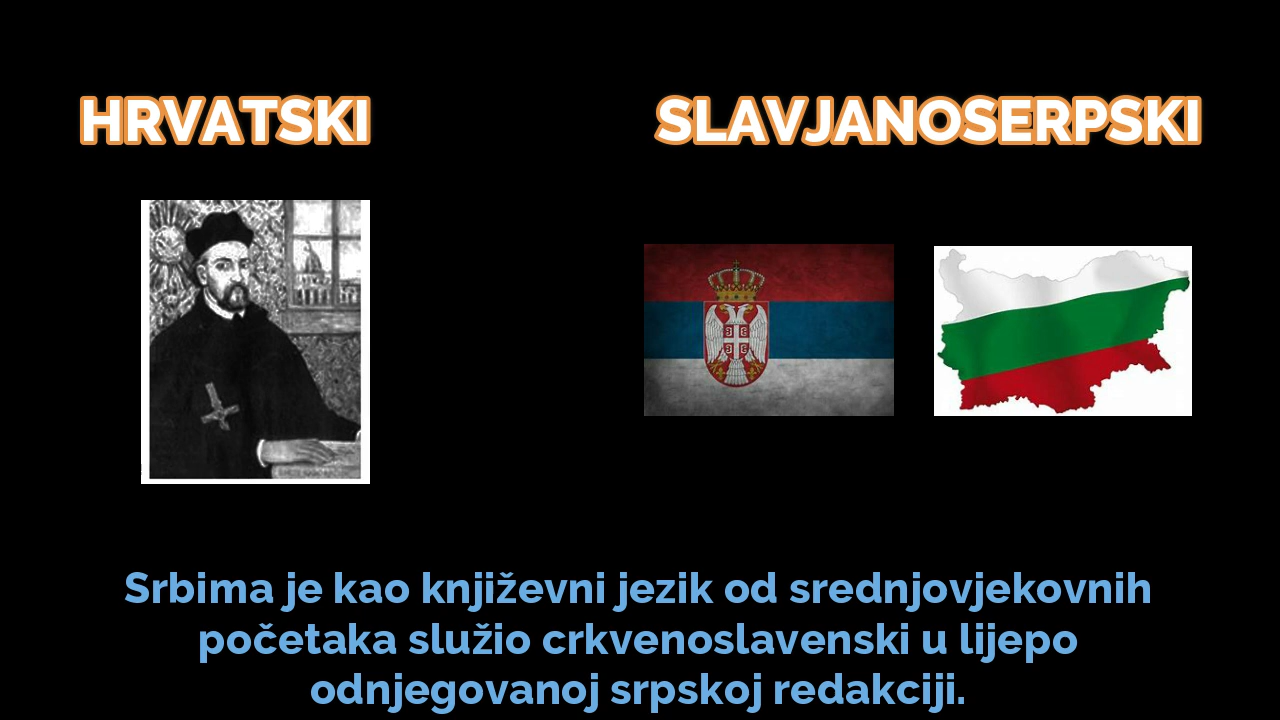 HRVATSKI
SLAVJANOSERPSKI
Srbima je kao književni jezik od srednjovjekovnih
početaka služio crkvenoslavenski u lijepo
odnjegovanoj srpskoj redakciji.